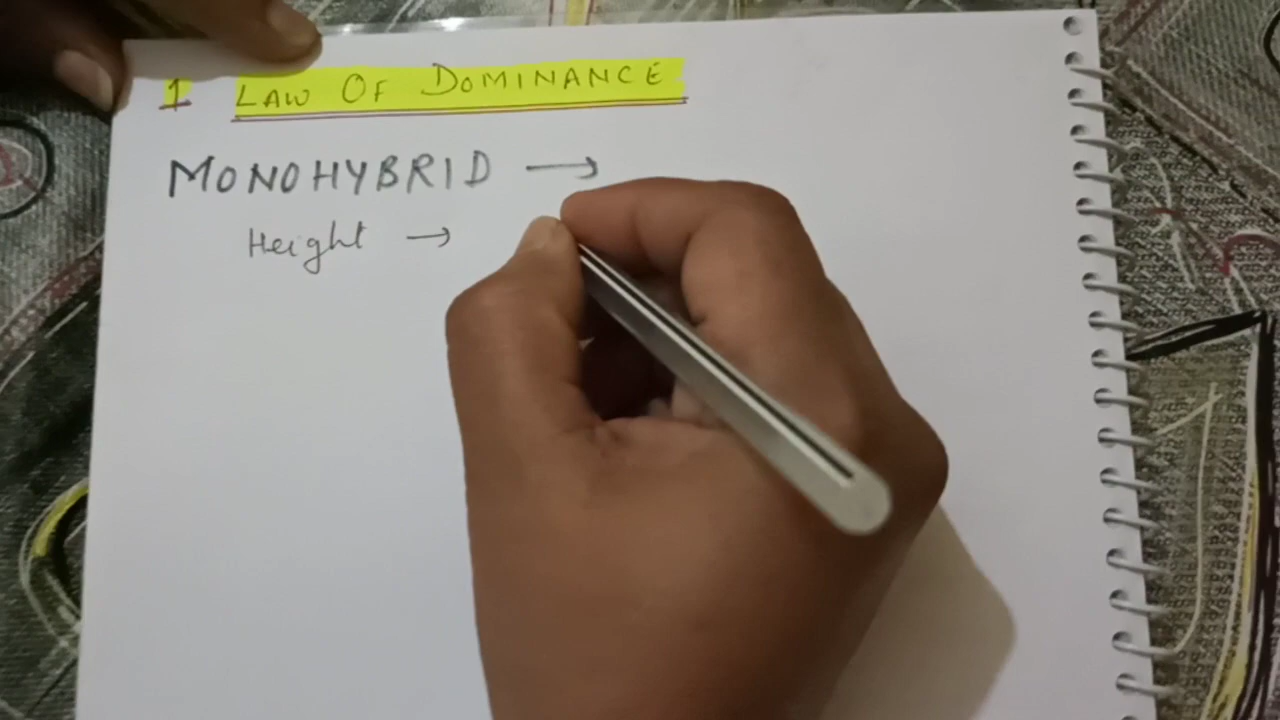 1 LAW OF DOMINANCE
MONOHYBRID →
Height →